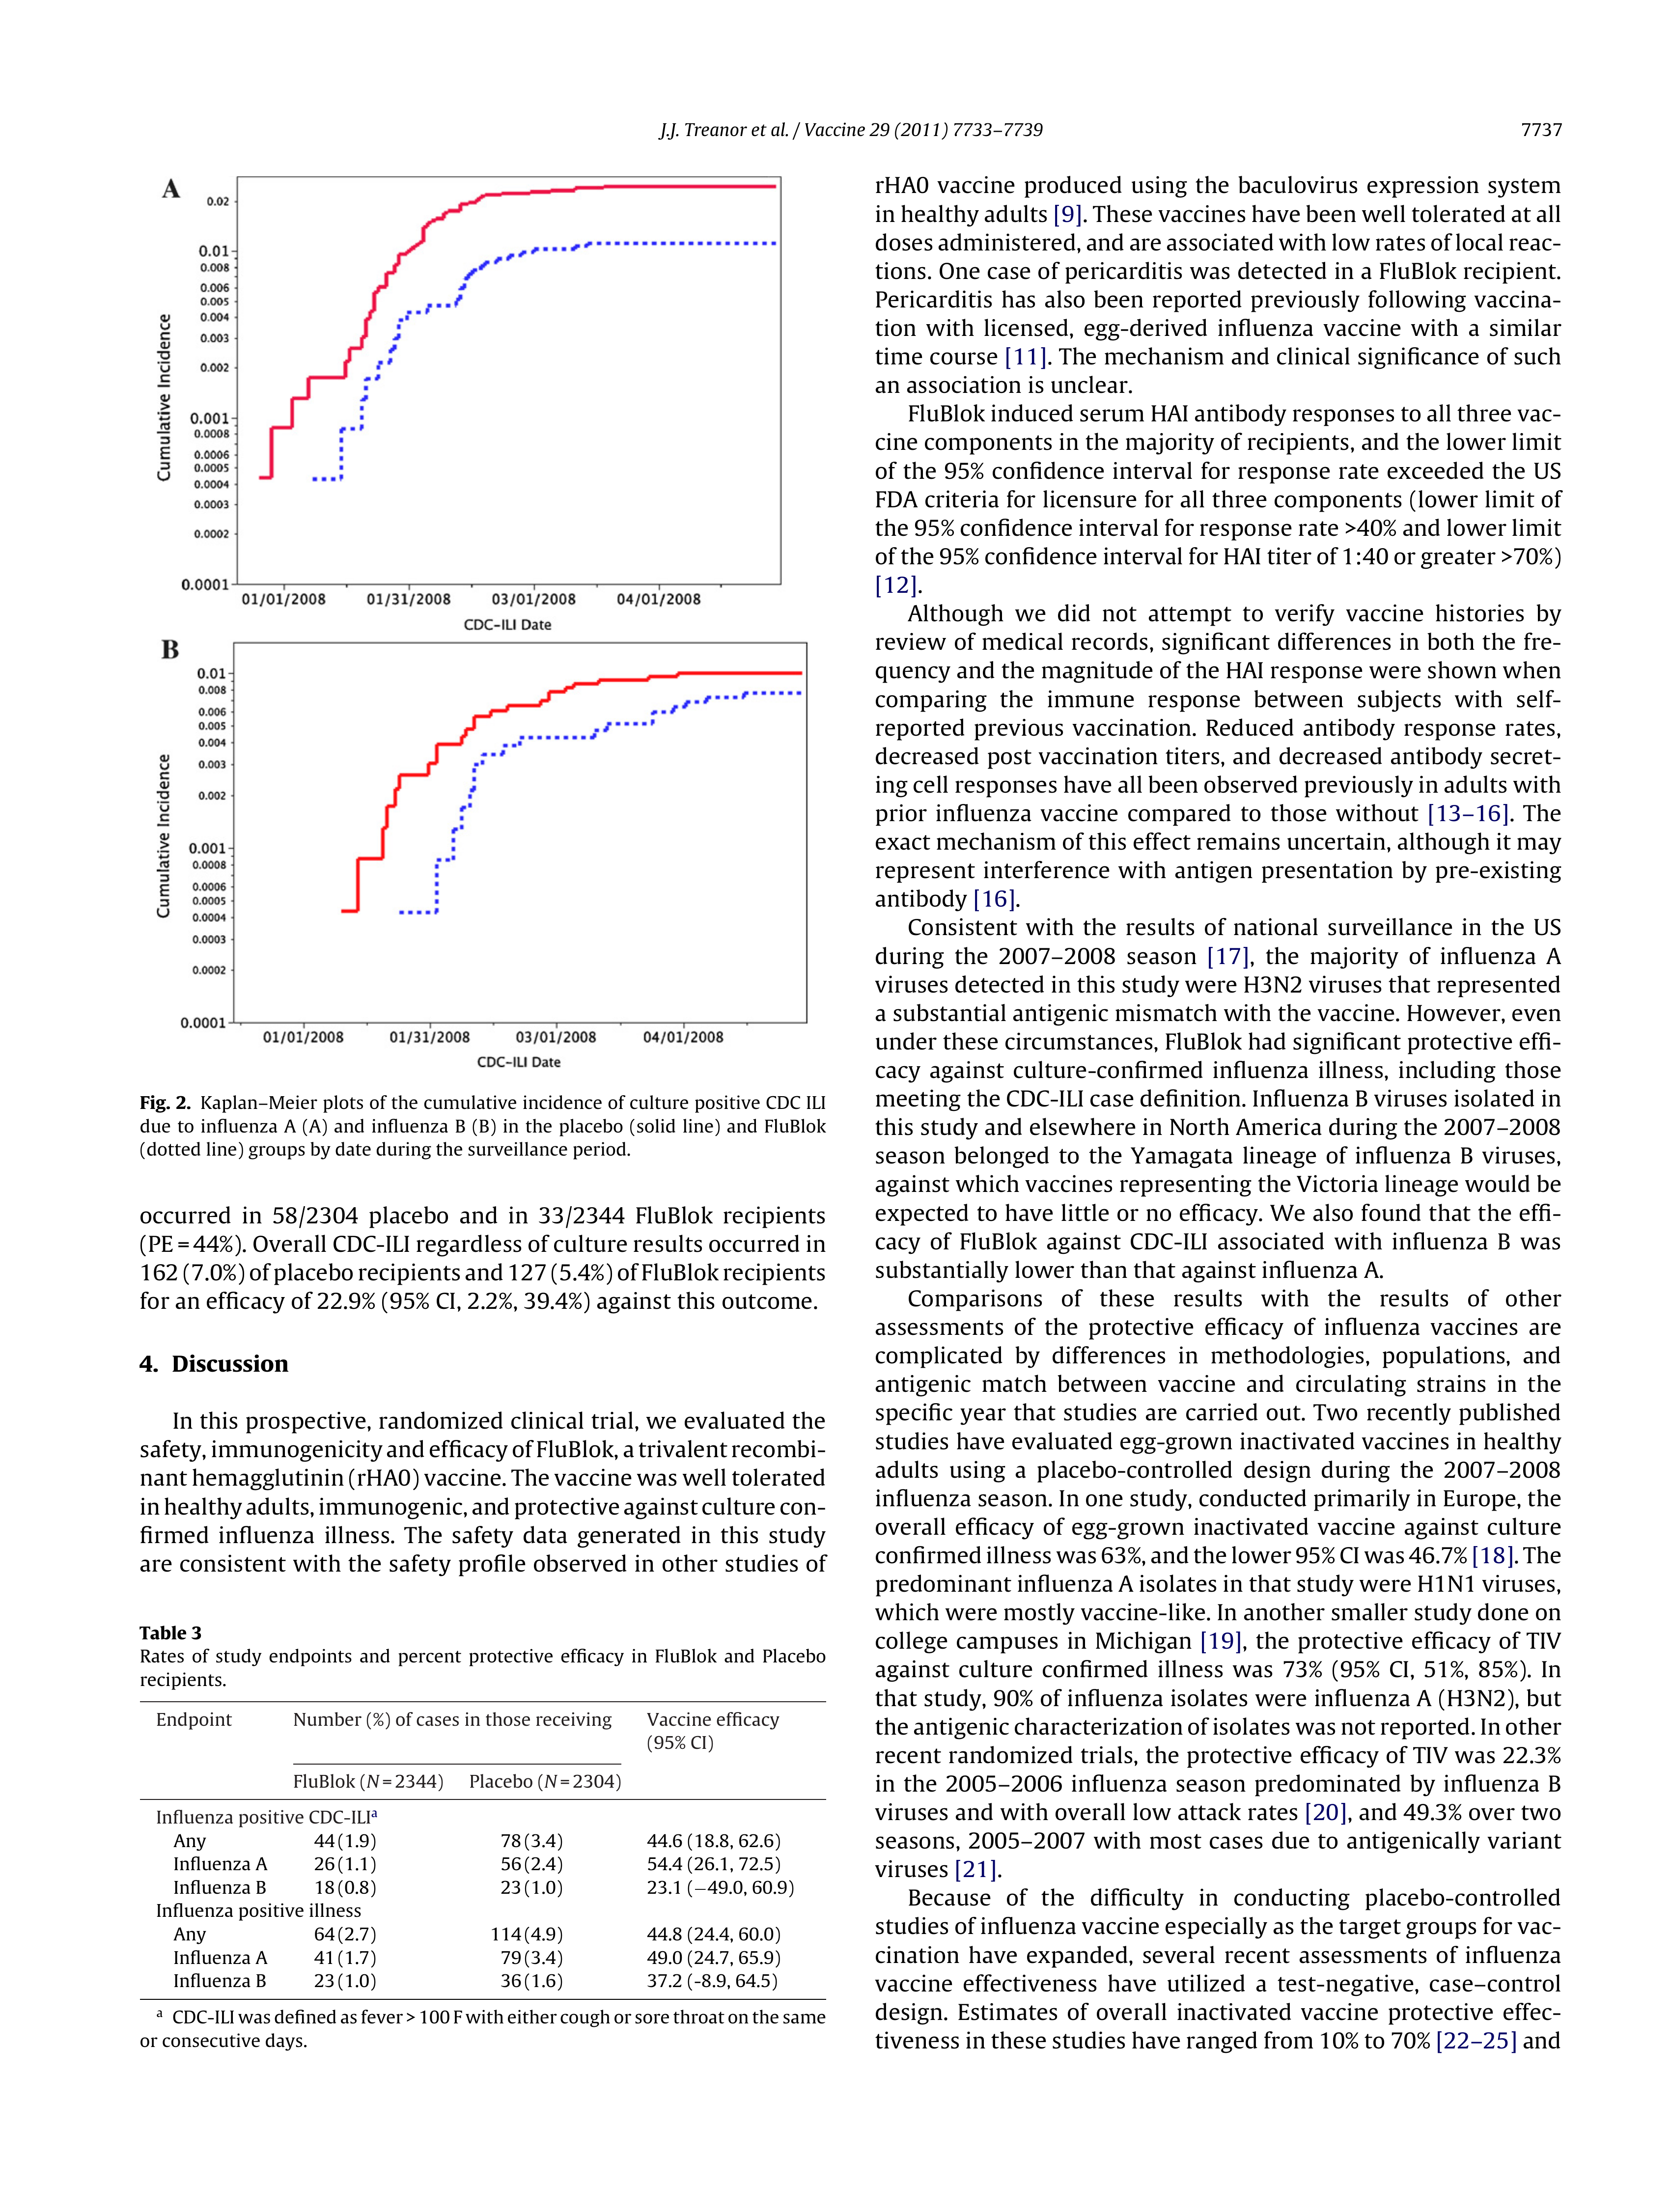 J.J. Treanor et al. / Vaccine 29 (2011) 7733–7739
7737
A
0.02
0.01
0.008
0.006
0.005
0.004
0.003
0.002
0.001
0.0008
0.0006
0.0005
0.0004
0.0003
0.0002
0.0001
Cumulative Incidence
01/01/2008 01/31/2008 03/01/2008 04/01/2008
CDC-ILI Date
B
0.01
0.008
0.006
0.005
0.004
0.003
0.002
0.001
0.0008
0.0006
0.0005
0.0004
0.0003
0.0002
0.0001
Cumulative Incidence
01/01/2008 01/31/2008 03/01/2008 04/01/2008
CDC-ILI Date
Fig. 2. Kaplan–Meier plots of the cumulative incidence of culture positive CDC ILI
due to influenza A (A) and influenza B (B) in the placebo (solid line) and FluBlok
(dotted line) groups by date during the surveillance period.
occurred in 58/2304 placebo and in 33/2344 FluBlok recipients
(PE = 44%). Overall CDC-ILI regardless of culture results occurred in
162 (7.0%) of placebo recipients and 127 (5.4%) of FluBlok recipients
for an efficacy of 22.9% (95% CI, 2.2%, 39.4%) against this outcome.
4. Discussion
In this prospective, randomized clinical trial, we evaluated the
safety, immunogenicity and efficacy of FluBlok, a trivalent recombi-
nant hemagglutinin (rHA0) vaccine. The vaccine was well tolerated
in healthy adults, immunogenic, and protective against culture con-
firmed influenza illness. The safety data generated in this study
are consistent with the safety profile observed in other studies of
Table 3
Rates of study endpoints and percent protective efficacy in FluBlok and Placebo
recipients.
Endpoint Number (%) of cases in those receiving Vaccine efficacy
(95% CI)
FluBlok (N = 2344) Placebo (N = 2304)
Influenza positive CDC-ILIa
Any 44 (1.9) 78 (3.4) 44.6 (18.8, 62.6)
Influenza A 26 (1.1) 56 (2.4) 54.4 (26.1, 72.5)
Influenza B 18 (0.8) 23 (1.0) 23.1 (−49.0, 60.9)
Influenza positive illness
Any 64 (2.7) 114 (4.9) 44.8 (24.4, 60.0)
Influenza A 41 (1.7) 79 (3.4) 49.0 (24.7, 65.9)
Influenza B 23 (1.0) 36 (1.6) 37.2 (-8.9, 64.5)
a CDC-ILI was defined as fever > 100 F with either cough or sore throat on the same
or consecutive days.
rHA0 vaccine produced using the baculovirus expression system
in healthy adults [9]. These vaccines have been well tolerated at all
doses administered, and are associated with low rates of local reac-
tions. One case of pericarditis was detected in a FluBlok recipient.
Pericarditis has also been reported previously following vaccina-
tion with licensed, egg-derived influenza vaccine with a similar
time course [11]. The mechanism and clinical significance of such
an association is unclear.
FluBlok induced serum HAI antibody responses to all three vac-
cine components in the majority of recipients, and the lower limit
of the 95% confidence interval for response rate exceeded the US
FDA criteria for licensure for all three components (lower limit of
the 95% confidence interval for response rate >40% and lower limit
of the 95% confidence interval for HAI titer of 1:40 or greater >70%)
[12].
Although we did not attempt to verify vaccine histories by
review of medical records, significant differences in both the fre-
quency and the magnitude of the HAI response were shown when
comparing the immune response between subjects with self-
reported previous vaccination. Reduced antibody response rates,
decreased post vaccination titers, and decreased antibody secret-
ing cell responses have all been observed previously in adults with
prior influenza vaccine compared to those without [13–16]. The
exact mechanism of this effect remains uncertain, although it may
represent interference with antigen presentation by pre-existing
antibody [16].
Consistent with the results of national surveillance in the US
during the 2007–2008 season [17], the majority of influenza A
viruses detected in this study were H3N2 viruses that represented
a substantial antigenic mismatch with the vaccine. However, even
under these circumstances, FluBlok had significant protective effi-
cacy against culture-confirmed influenza illness, including those
meeting the CDC-ILI case definition. Influenza B viruses isolated in
this study and elsewhere in North America during the 2007–2008
season belonged to the Yamagata lineage of influenza B viruses,
against which vaccines representing the Victoria lineage would be
expected to have little or no efficacy. We also found that the effi-
cacy of FluBlok against CDC-ILI associated with influenza B was
substantially lower than that against influenza A.
Comparisons of these results with the results of other
assessments of the protective efficacy of influenza vaccines are
complicated by differences in methodologies, populations, and
antigenic match between vaccine and circulating strains in the
specific year that studies are carried out. Two recently published
studies have evaluated egg-grown inactivated vaccines in healthy
adults using a placebo-controlled design during the 2007–2008
influenza season. In one study, conducted primarily in Europe, the
overall efficacy of egg-grown inactivated vaccine against culture
confirmed illness was 63%, and the lower 95% CI was 46.7% [18]. The
predominant influenza A isolates in that study were H1N1 viruses,
which were mostly vaccine-like. In another smaller study done on
college campuses in Michigan [19], the protective efficacy of TIV
against culture confirmed illness was 73% (95% CI, 51%, 85%). In
that study, 90% of influenza isolates were influenza A (H3N2), but
the antigenic characterization of isolates was not reported. In other
recent randomized trials, the protective efficacy of TIV was 22.3%
in the 2005–2006 influenza season predominated by influenza B
viruses and with overall low attack rates [20], and 49.3% over two
seasons, 2005–2007 with most cases due to antigenically variant
viruses [21].
Because of the difficulty in conducting placebo-controlled
studies of influenza vaccine especially as the target groups for vac-
cination have expanded, several recent assessments of influenza
vaccine effectiveness have utilized a test-negative, case–control
design. Estimates of overall inactivated vaccine protective effec-
tiveness in these studies have ranged from 10% to 70% [22–25] and